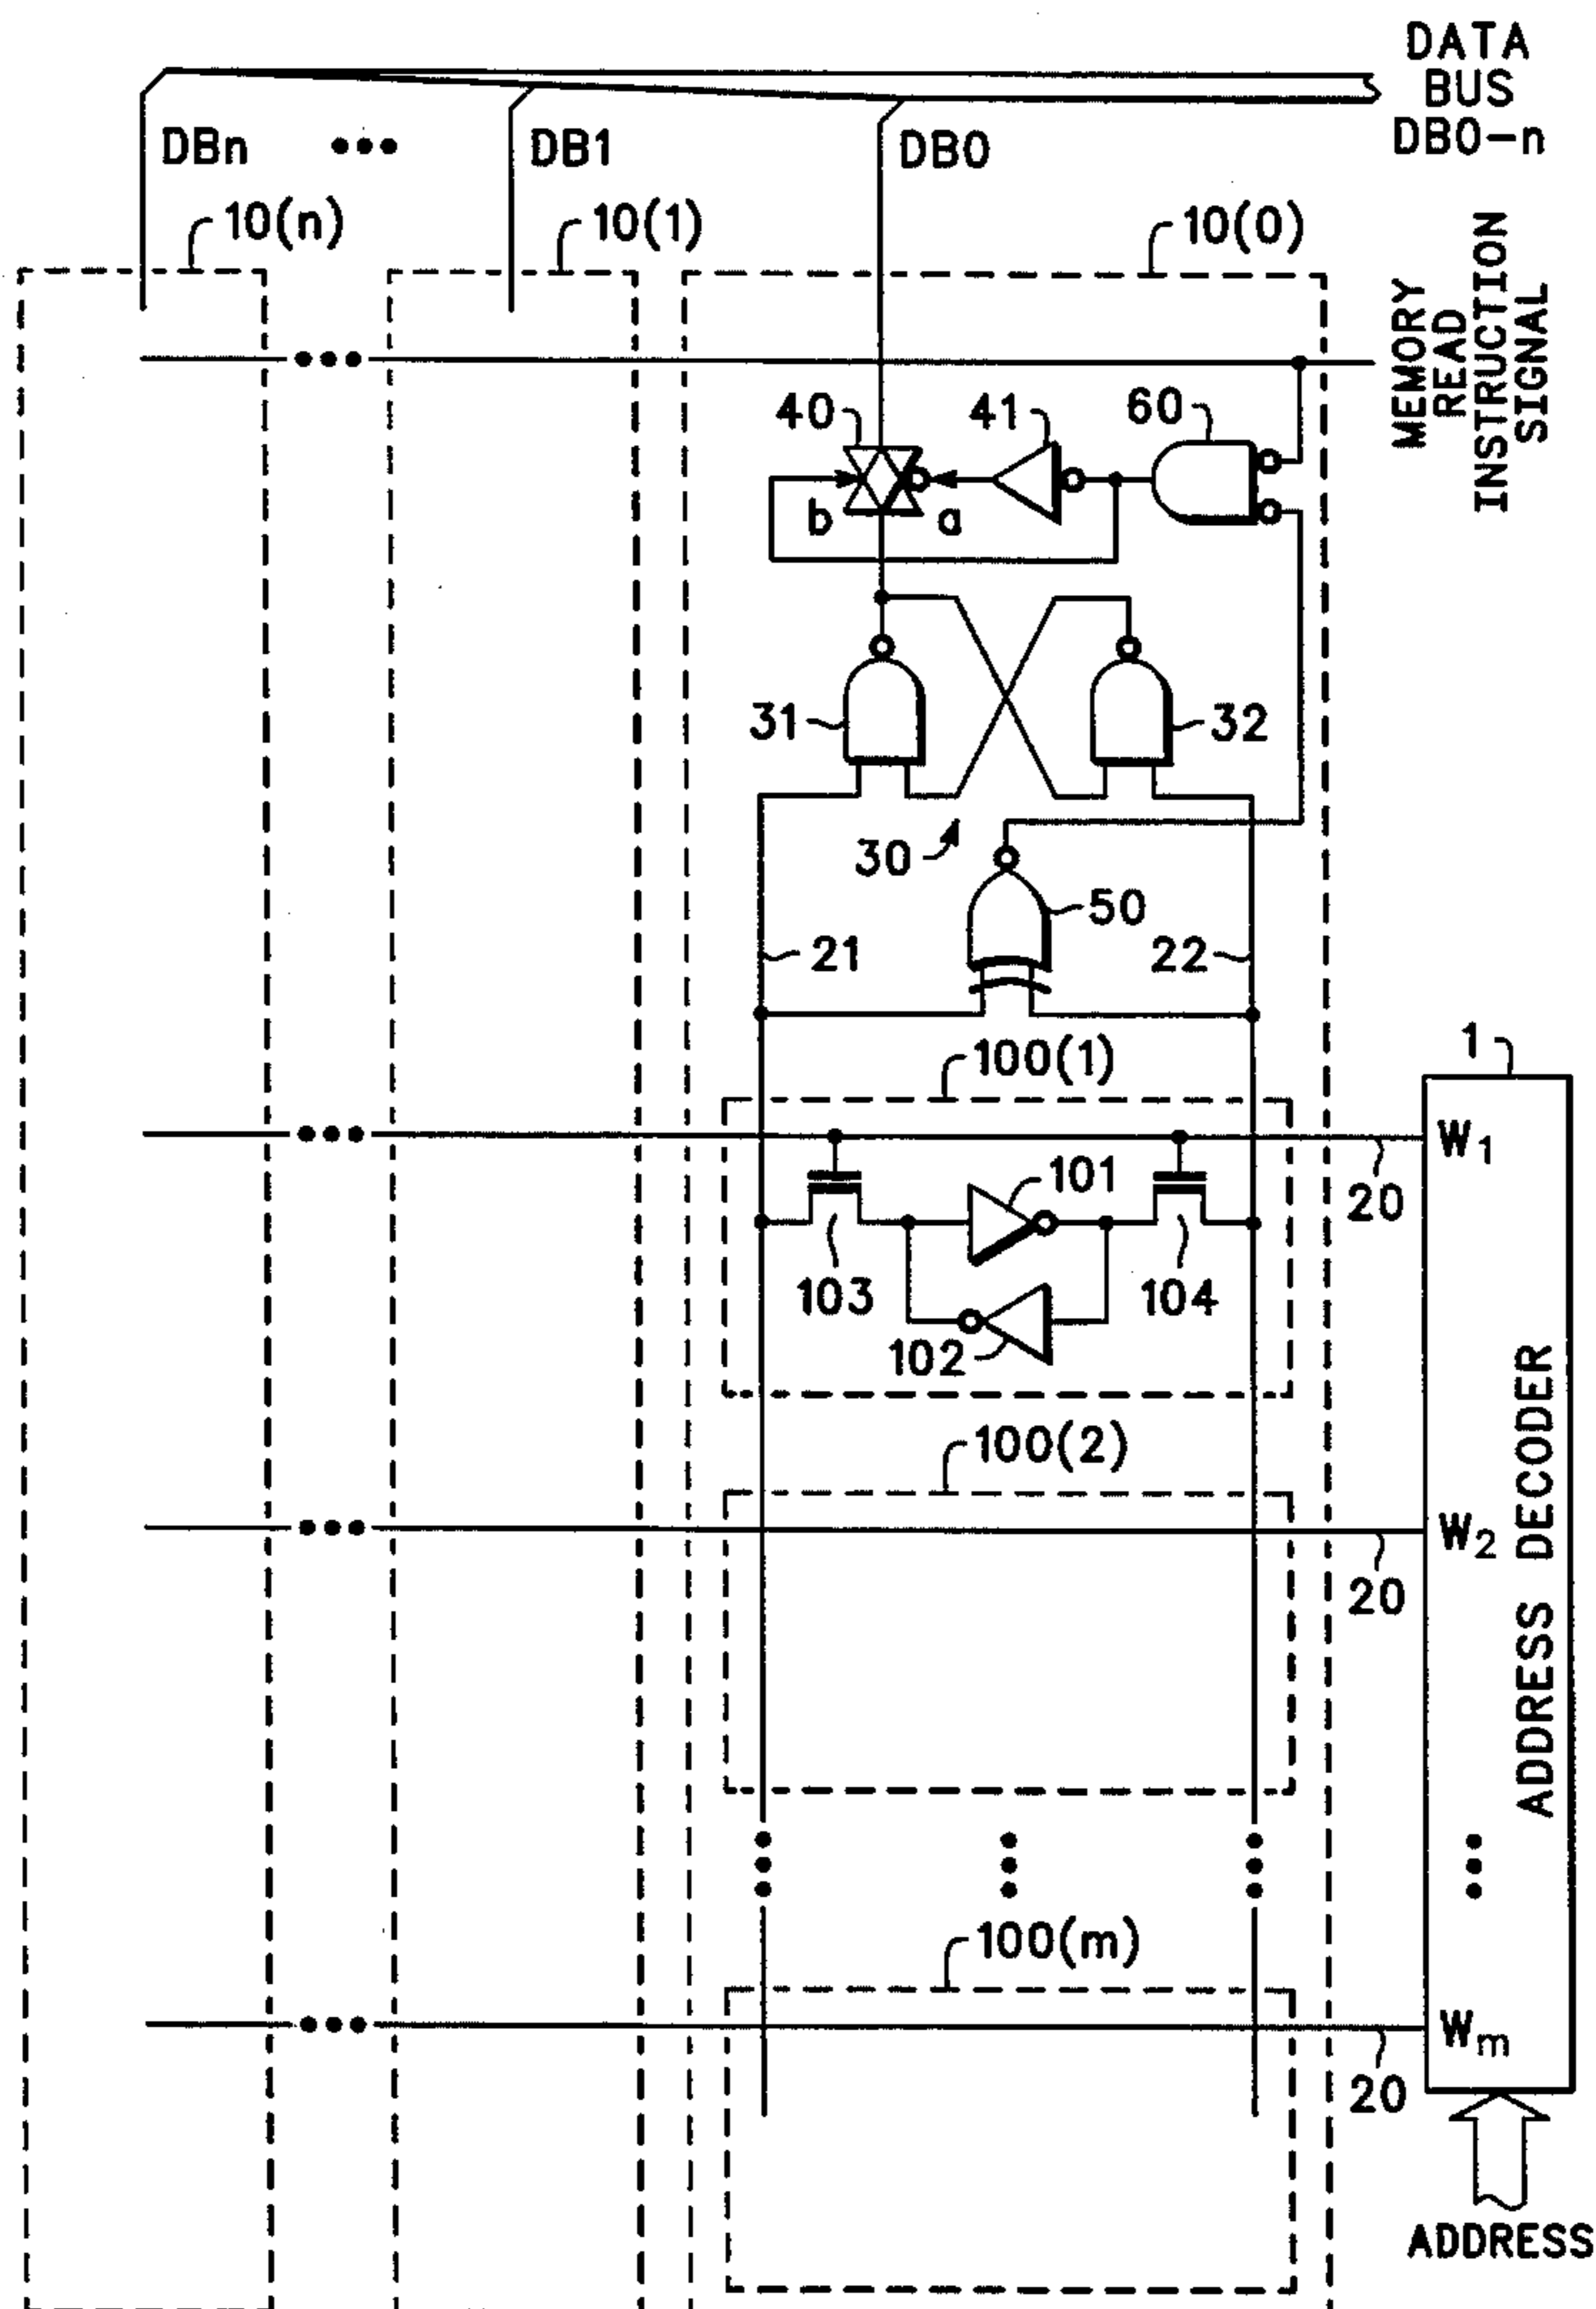 DATA
BUS
DB0-n
DBn ••• DB1 DB0
10(n) 10(1) 10(0)
MEMORY
READ
INSTRUCTION
SIGNAL
40 41 60
b a
31 32
30
50
21 22
100(1) 1
W1
20
101
103 104
102
100(2)
W2
20
ADDRESS DECODER
100(m)
Wm
20
ADDRESS